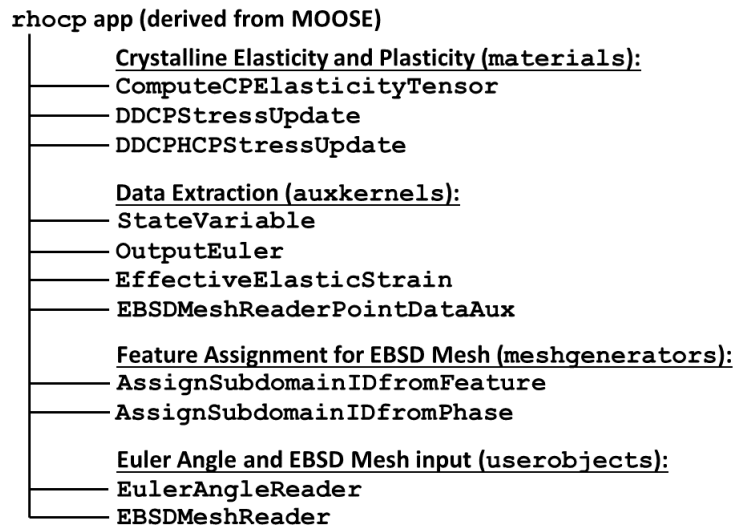 rhocp app (derived from MOOSE)
Crystalline Elasticity and Plasticity (materials):
ComputeCPElasticityTensor
DDCPStressUpdate
DDCPHCPStressUpdate
Data Extraction (auxkernels):
StateVariable
OutputEuler
EffectiveElasticStrain
EBSDMeshReaderPointDataAux
Feature Assignment for EBSD Mesh (meshgenerators):
AssignSubdomainIDfromFeature
AssignSubdomainIDfromPhase
Euler Angle and EBSD Mesh input (userobjects):
EulerAngleReader
EBSDMeshReader